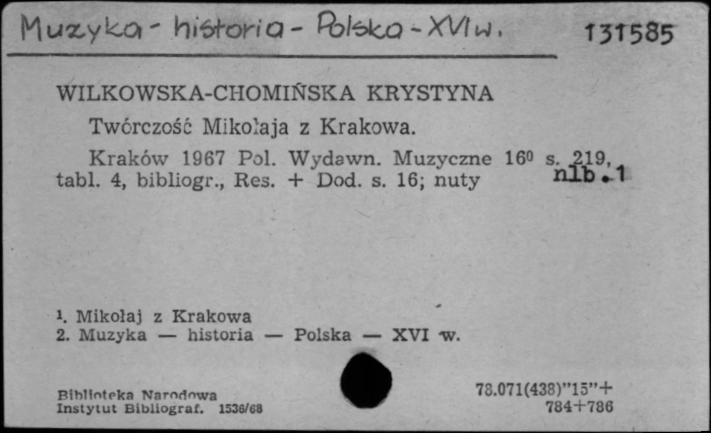 Muzyka - historia - Polska - XVI w. 131585
WILKOWSKA-CHOMIŃSKA KRYSTYNA
Twórczość Mikołaja z Krakowa.
Kraków 1967 Pol. Wydawn. Muzyczne 16⁰ s. 219,
nlb.1
tabl. 4, bibliogr., Res. + Dod. s. 16; nuty
1. Mikołaj z Krakowa
2. Muzyka — historia — Polska — XVI w.
Biblioteka Narodowa
Instytut Bibliograf. 1536/68
78.071(438)"15"+
784+786